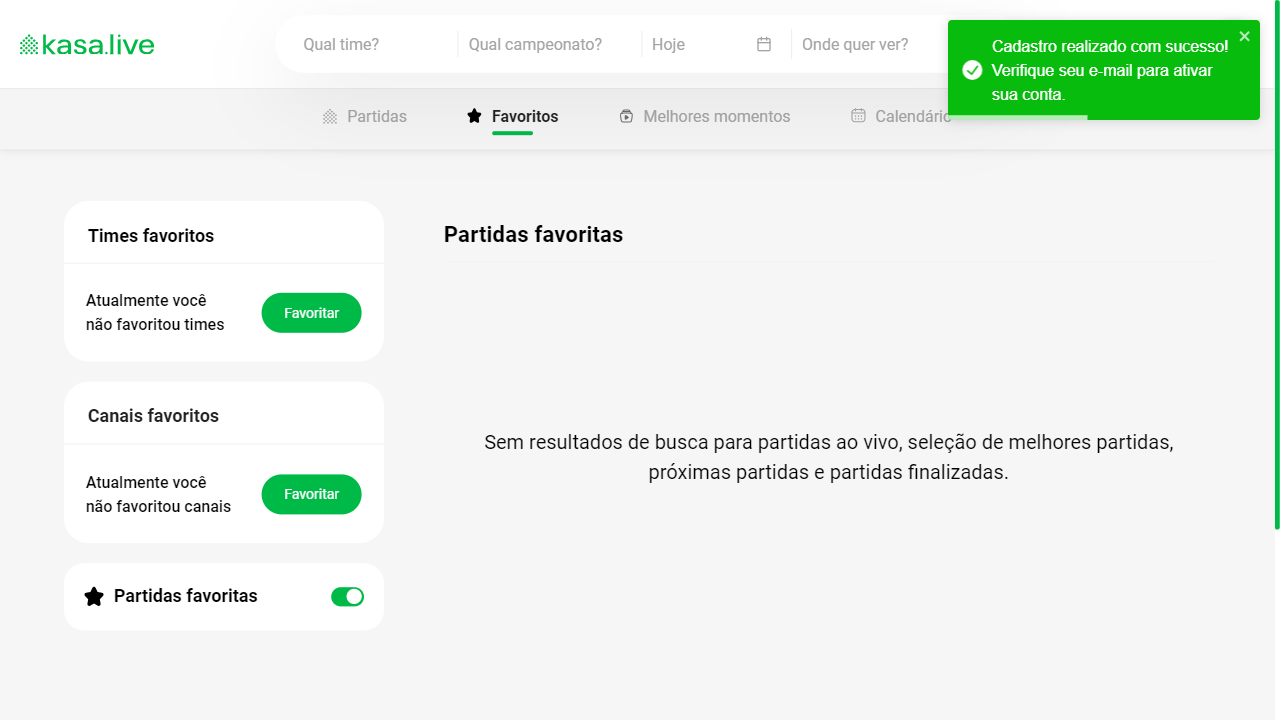 kasa.live
Qual time?
Qual campeonato?
Hoje
Onde quer ver?
Cadastro realizado com sucesso!
Verifique seu e-mail para ativar
sua conta.
Partidas
Favoritos
Melhores momentos
Calendário
Times favoritos
Atualmente você
não favoritou times
Favoritar
Canais favoritos
Atualmente você
não favoritou canais
Favoritar
Partidas favoritas
Partidas favoritas
Sem resultados de busca para partidas ao vivo, seleção de melhores partidas,
próximas partidas e partidas finalizadas.